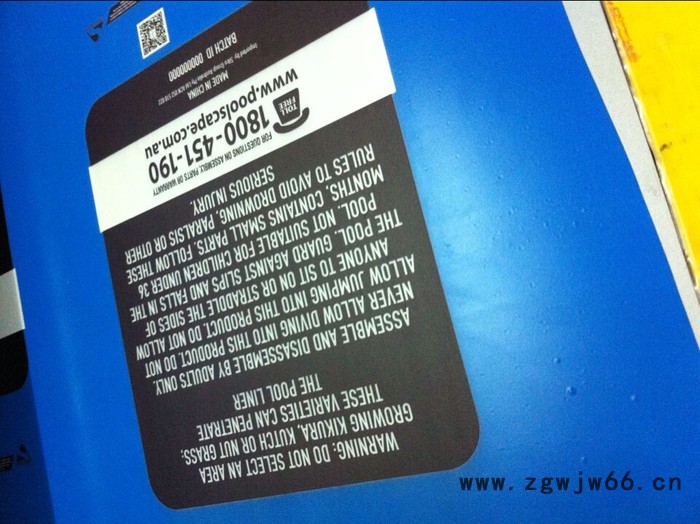 WARNING: DO NOT SELECT AN AREA
GROWING KIKURA, KUTCH OR NUT GRASS:
THESE VARIETIES CAN PENETRATE
THE POOL LINER
ASSEMBLE AND DISASSEMBLE BY ADULTS ONLY.
NEVER ALLOW DIVING INTO THIS PRODUCT. DO NOT
ALLOW JUMPING INTO THIS PRODUCT. DO NOT ALLOW
ANYONE TO SIT ON OR STRADDLE THE SIDES OF
THE POOL. GUARD AGAINST SLIPS AND FALLS IN THE
POOL. NOT SUITABLE FOR CHILDREN UNDER 36
MONTHS. CONTAINS SMALL PARTS. FOLLOW THESE
RULES TO AVOID DROWNING, PARALSIS OR OTHER
SERIOUS INJURY.
FOR QUESTIONS ON ASSEMBLY, PARTS OR WARRANTY
TOLL
FREE
1800-451-190
www.poolscape.com.au
MADE IN CHINA
BATCH ID 0000000000
www.zgwjw66.cn